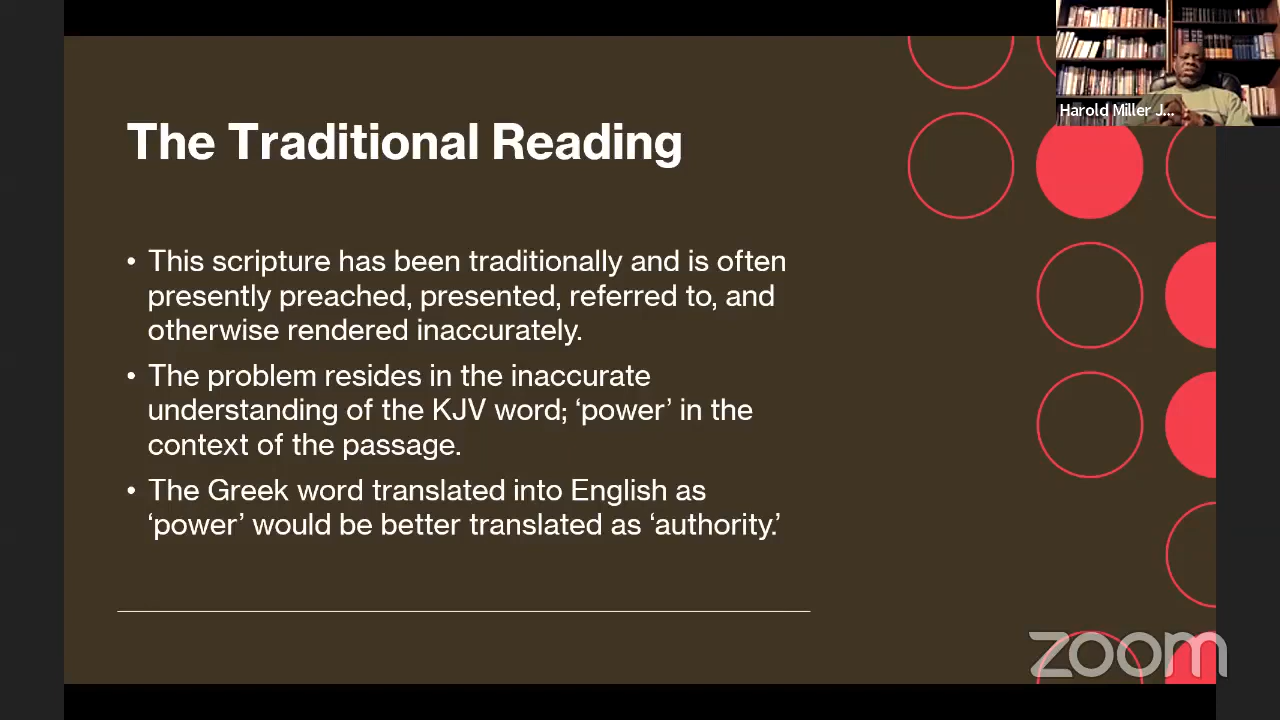 Harold Miller J...
The Traditional Reading
• This scripture has been traditionally and is often
presently preached, presented, referred to, and
otherwise rendered inaccurately.
• The problem resides in the inaccurate
understanding of the KJV word; ‘power’ in the
context of the passage.
• The Greek word translated into English as
‘power’ would be better translated as ‘authority.’
zoom